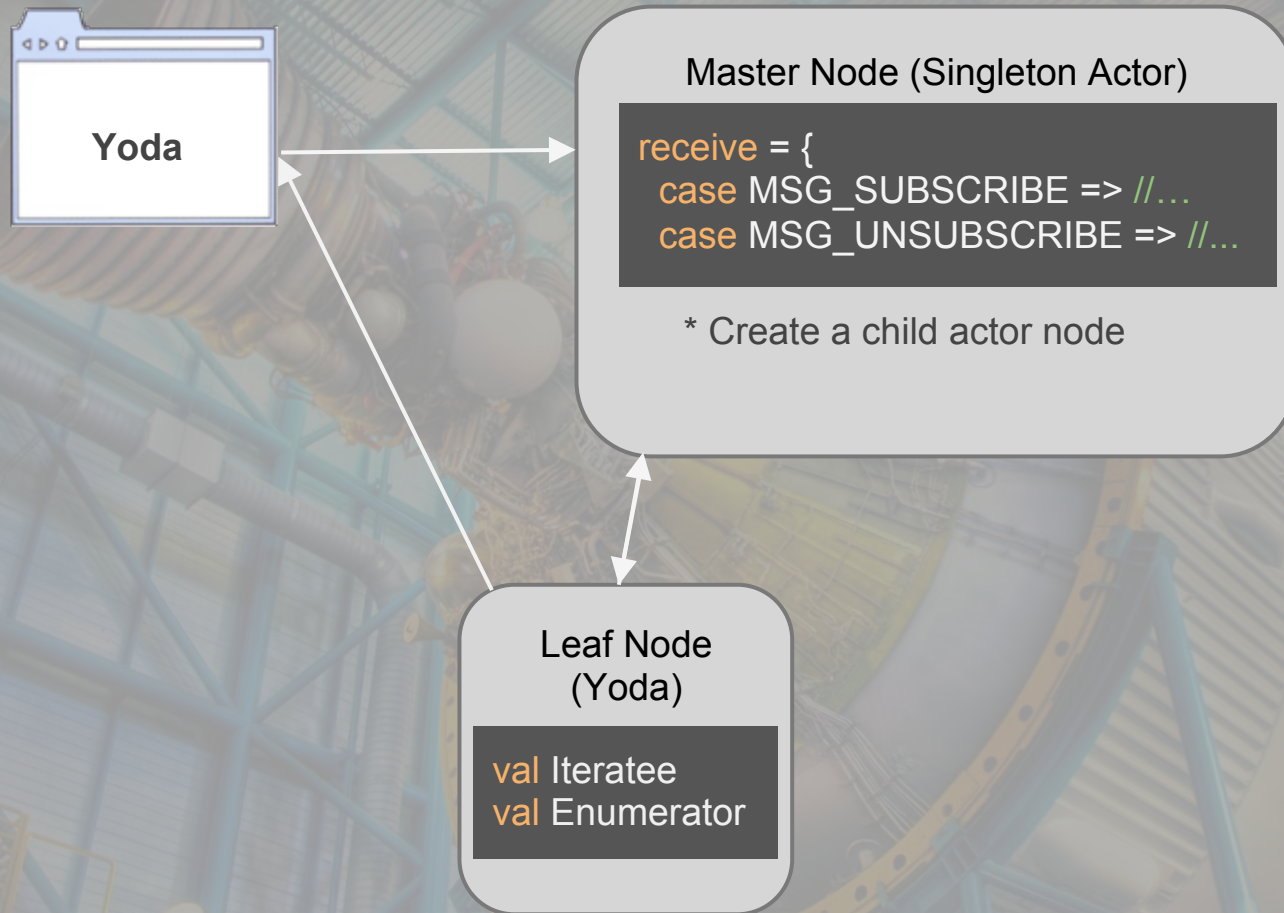 Yoda
Master Node (Singleton Actor)
receive = {
case MSG_SUBSCRIBE => //…
case MSG_UNSUBSCRIBE => //...
* Create a child actor node
Leaf Node
(Yoda)
val Iteratee
val Enumerator